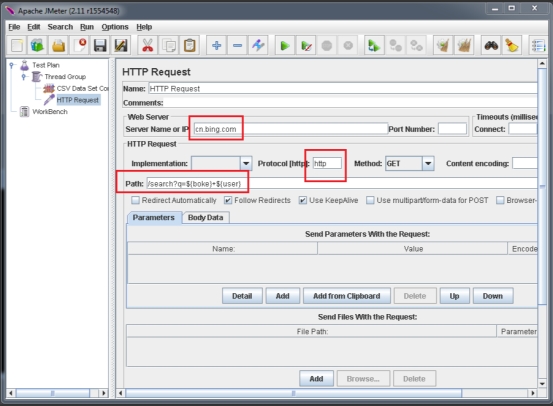 Apache JMeter (2.11 r1554548)
File Edit Search Run Options Help
Test Plan
Thread Group
CSV Data Set Co
HTTP Request
WorkBench
HTTP Request
Name: HTTP Request
Comments:
Web Server
Timeouts (millisec
Server Name or IP: cn.bing.com Port Number: Connect:
HTTP Request
Implementation: Protocol [http]: http Method: GET Content encoding:
Path: /search?q=$(boke)+$(user)
Redirect Automatically Follow Redirects Use KeepAlive Use multipart/form-data for POST Browser-
Parameters Body Data
Send Parameters With the Request:
Name: Value Encode
Detail Add Add from Clipboard Delete Up Down
Send Files With the Request:
File Path: Parameter
Add Browse... Delete